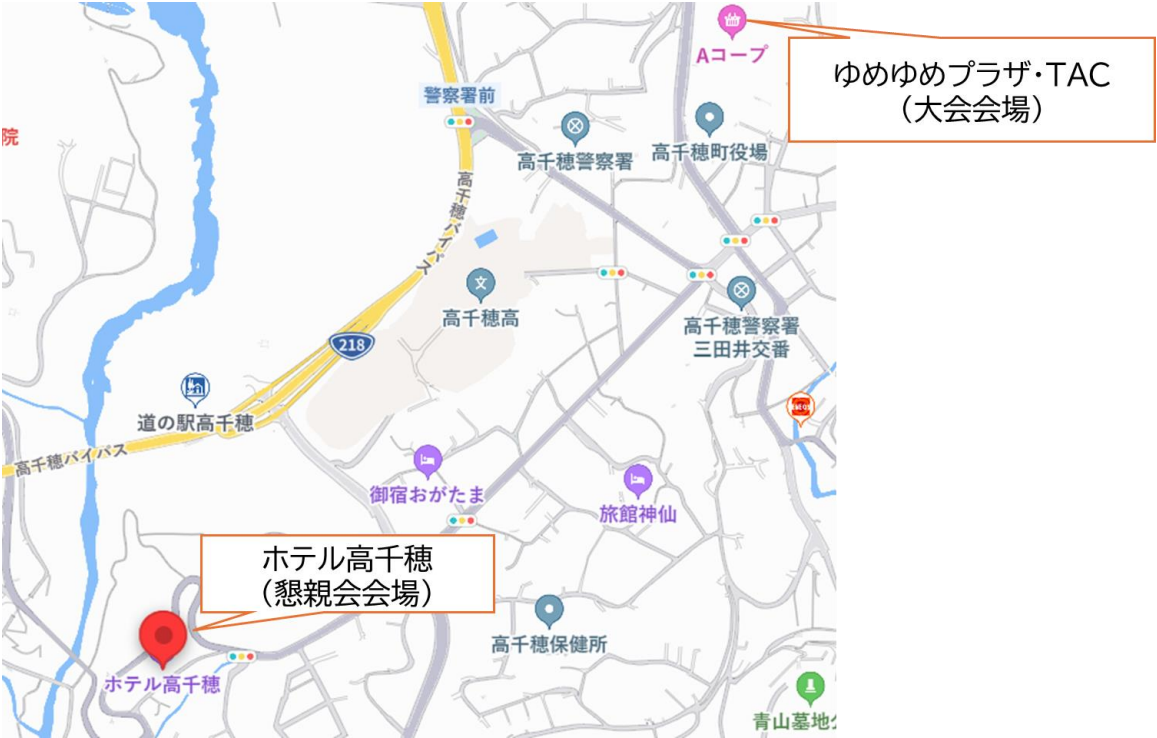 Aコープ
ゆめゆめプラザ・TAC
（大会会場）
警察署前
院
高千穂警察署
高千穂町役場
高千穂バイパス
高千穂高
高千穂警察署
三田井交番
218
道の駅高千穂
高千穂バイパス
御宿おがたま
旅館神仙
ホテル高千穂
（懇親会会場）
高千穂保健所
ホテル高千穂
青山墓地